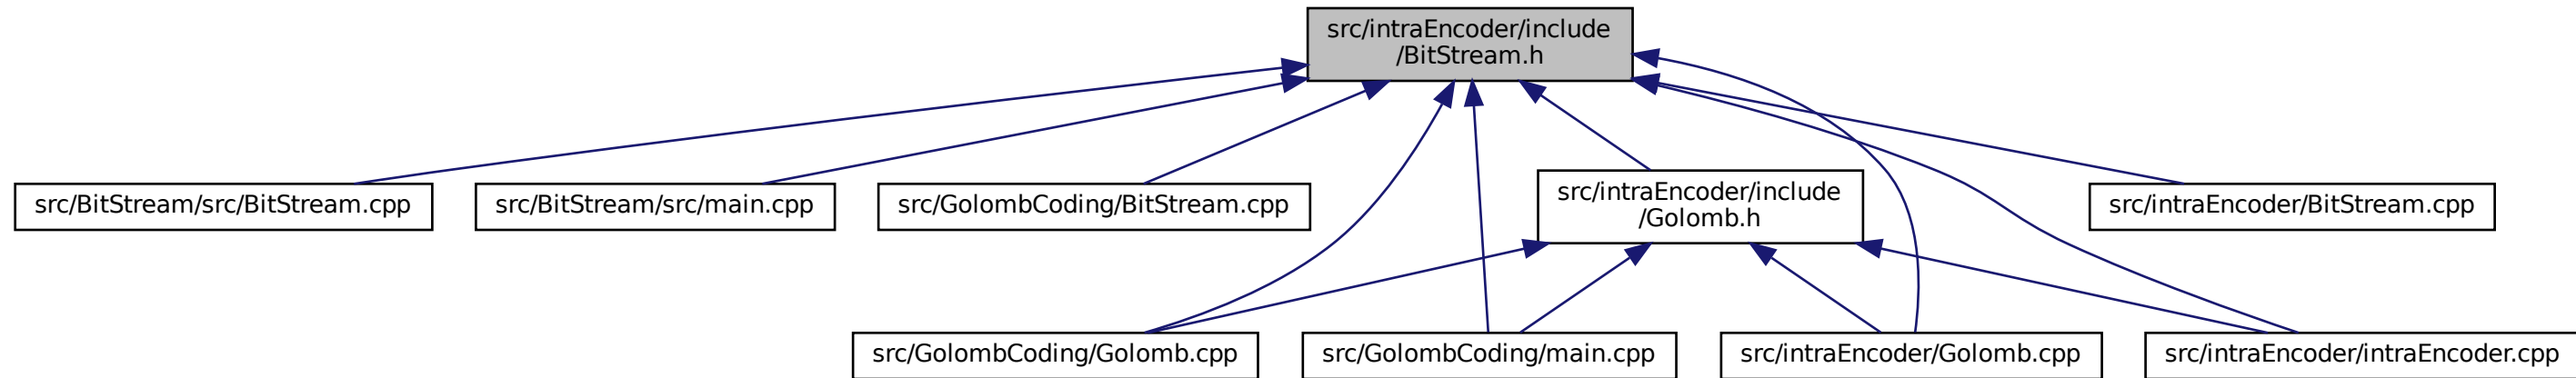 src/intraEncoder/include
/BitStream.h
src/BitStream/src/BitStream.cpp
src/BitStream/src/main.cpp
src/GolombCoding/BitStream.cpp
src/intraEncoder/include
/Golomb.h
src/intraEncoder/BitStream.cpp
src/GolombCoding/Golomb.cpp
src/GolombCoding/main.cpp
src/intraEncoder/Golomb.cpp
src/intraEncoder/intraEncoder.cpp